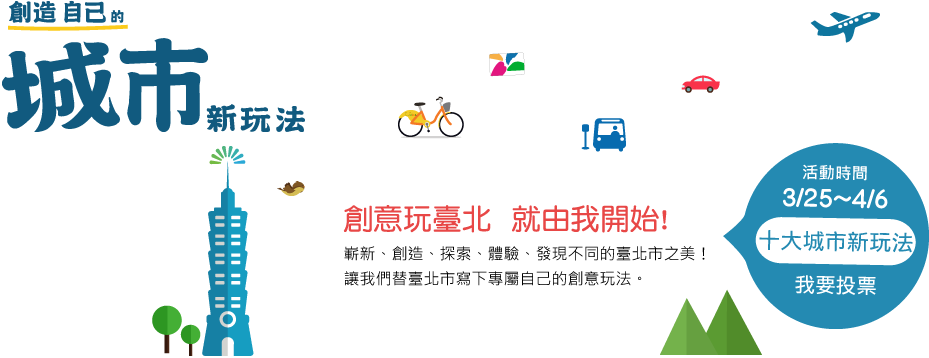 創造 自己的
城市新玩法
創意玩臺北 就由我開始!
嶄新、創造、探索、體驗、發現不同的臺北市之美!
讓我們替臺北市寫下專屬自己的創意玩法。
活動時間
3/25~4/6
十大城市新玩法
我要投票